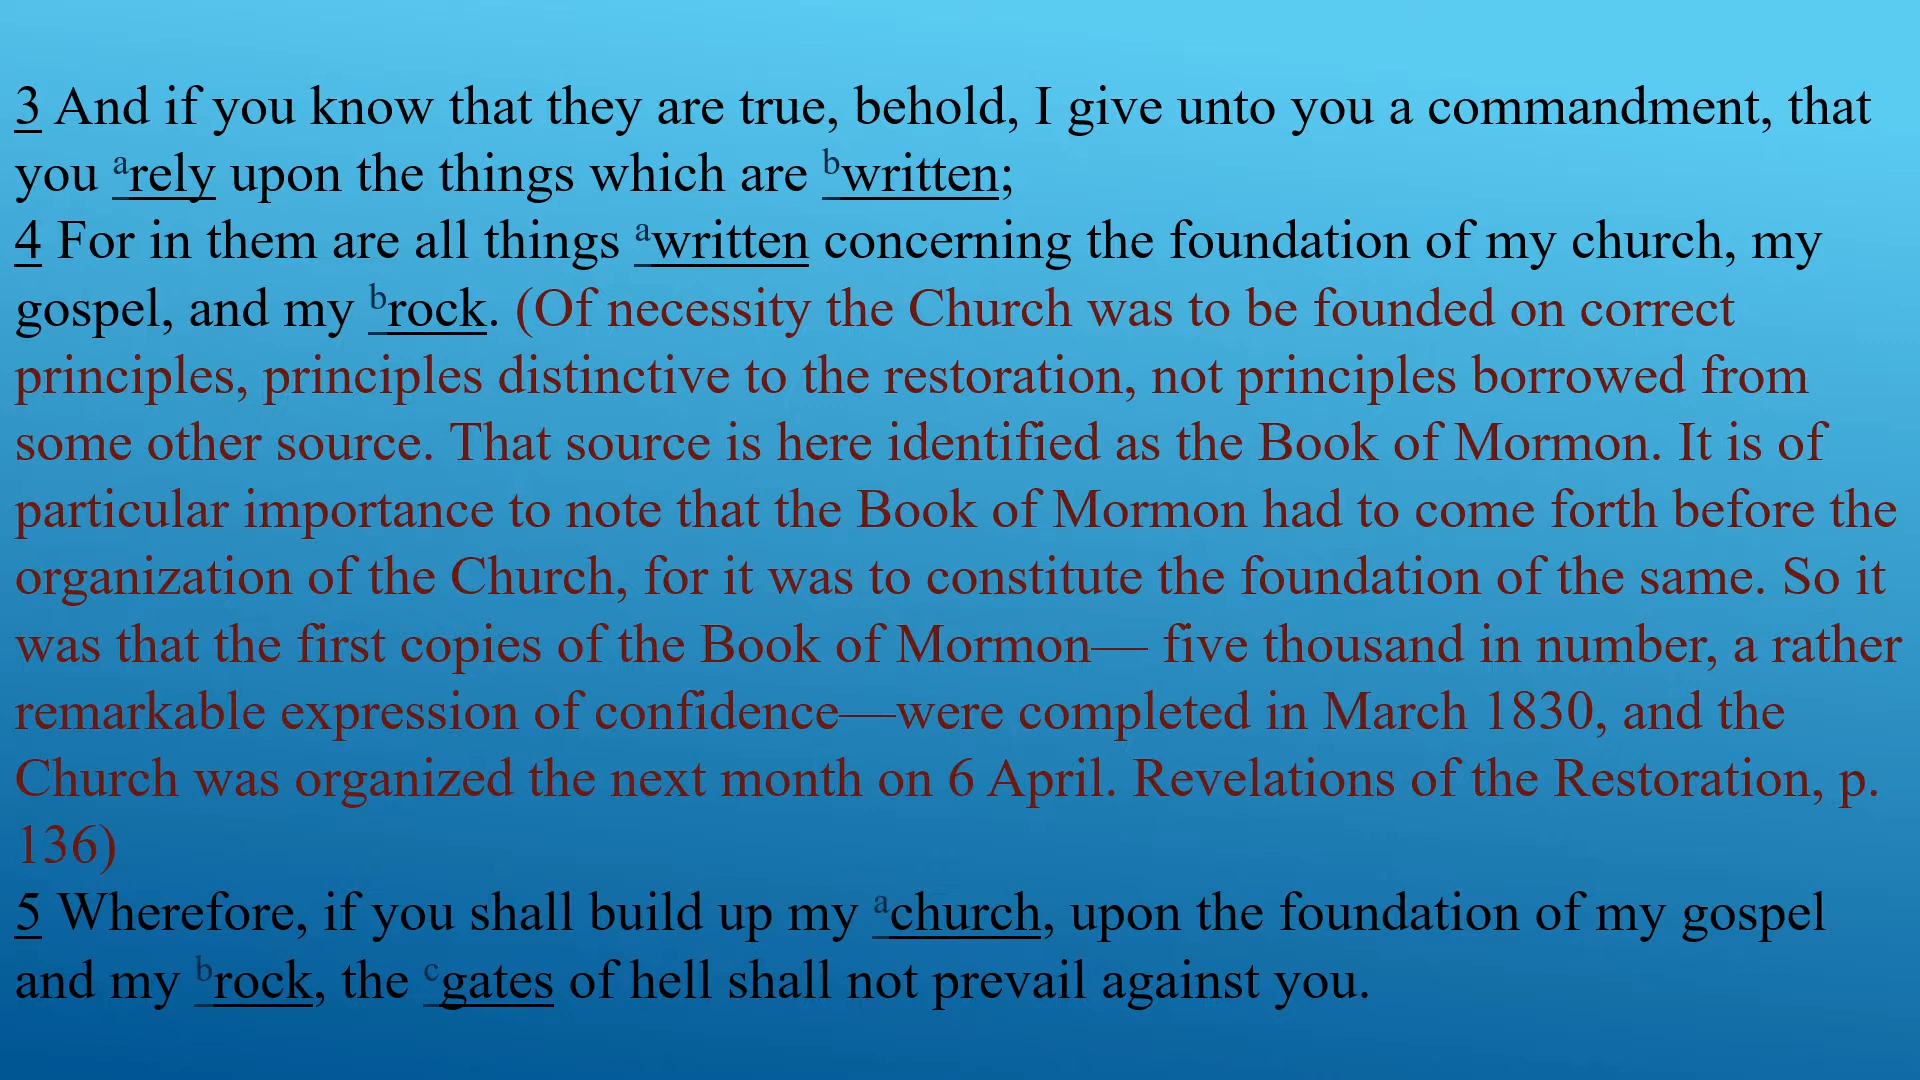 3 And if you know that they are true, behold, I give unto you a commandment, that
you arely upon the things which are bwritten;
4 For in them are all things awritten concerning the foundation of my church, my
gospel, and my brock. (Of necessity the Church was to be founded on correct
principles, principles distinctive to the restoration, not principles borrowed from
some other source. That source is here identified as the Book of Mormon. It is of
particular importance to note that the Book of Mormon had to come forth before the
organization of the Church, for it was to constitute the foundation of the same. So it
was that the first copies of the Book of Mormon— five thousand in number, a rather
remarkable expression of confidence—were completed in March 1830, and the
Church was organized the next month on 6 April. Revelations of the Restoration, p.
136)
5 Wherefore, if you shall build up my achurch, upon the foundation of my gospel
and my brock, the cgates of hell shall not prevail against you.